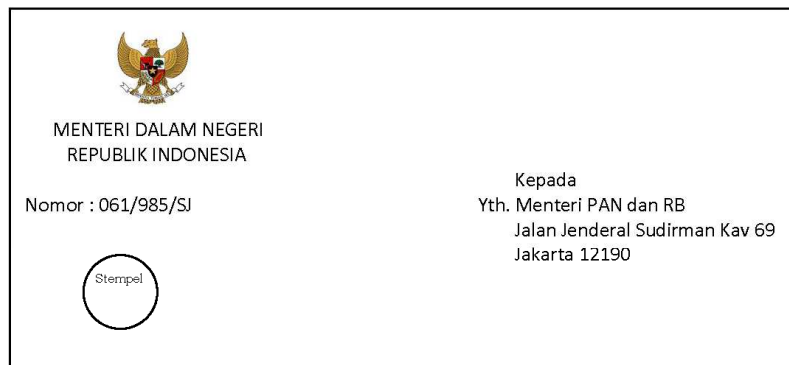 MENTERI DALAM NEGERI
REPUBLIK INDONESIA
Nomor : 061/985/SJ
Stempel
Kepada
Yth. Menteri PAN dan RB
Jalan Jenderal Sudirman Kav 69
Jakarta 12190